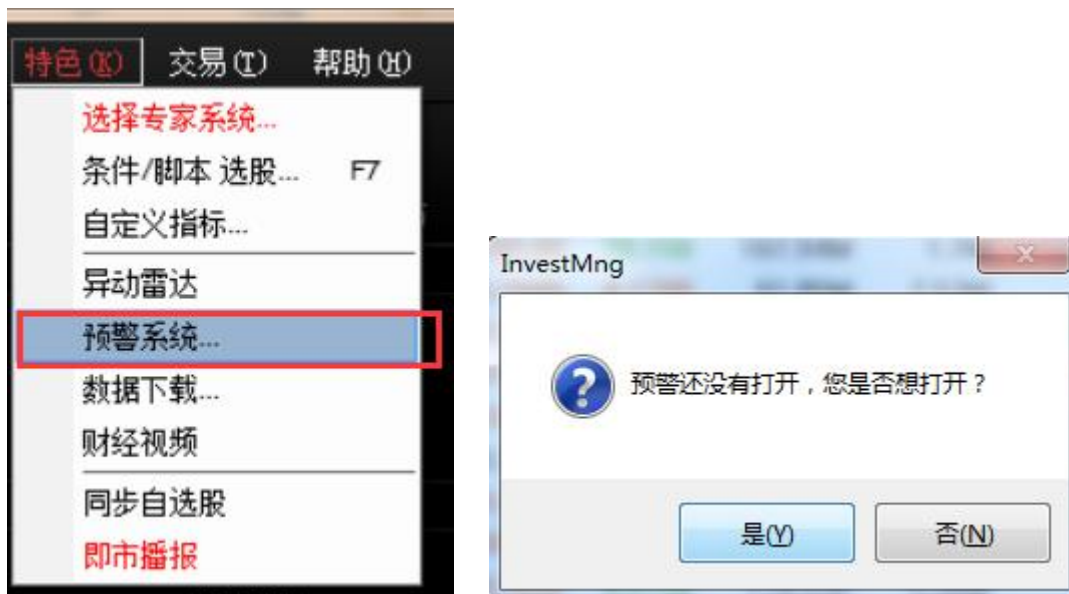 特色(K) 交易(T) 帮助(H)
选择专家系统...
条件/脚本 选股... F7
自定义指标...
异动雷达
预警系统...
数据下载...
财经视频
同步自选股
即市播报
InvestMng
预警还没有打开，您是否想打开？
是(Y) 否(N)